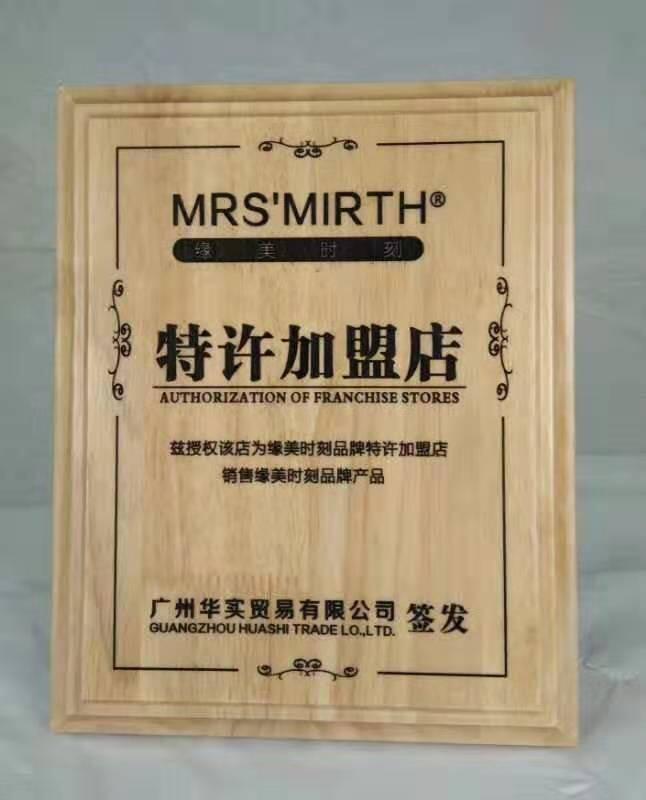 MRS'MIRTH®
缘美时刻
特许加盟店
AUTHORIZATION OF FRANCHISE STORES
兹授权该店为缘美时刻品牌特许加盟店
销售缘美时刻品牌产品
广州华实贸易有限公司 签发
GUANGZHOU HUASHI TRADE LO.,LTD.